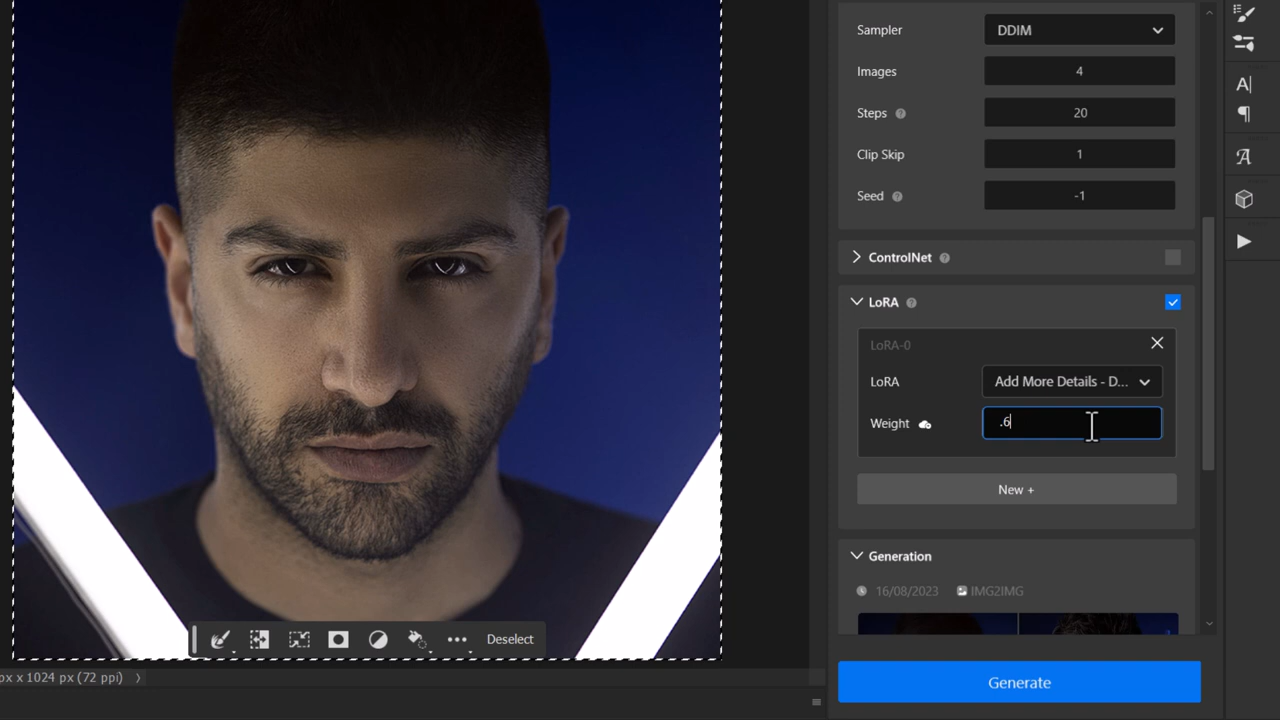 Sampler DDIM
Images 4
Steps 20
Clip Skip 1
Seed -1
ControlNet
LoRA
LoRA-0
LoRA Add More Details - D...
Weight .6
New +
Generation
16/08/2023 IMG2IMG
Deselect
px x 1024 px (72 ppi)
Generate